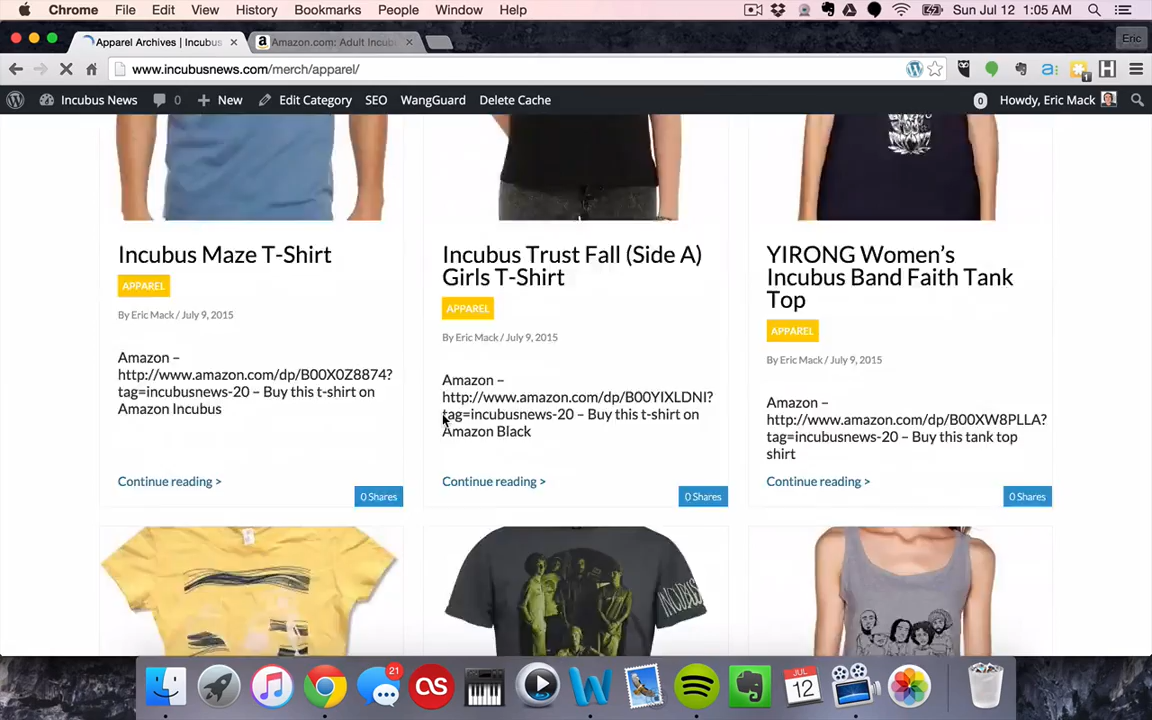 Chrome File Edit View History Bookmarks People Window Help Sun Jul 12 1:05 AM
Apparel Archives | Incubus Amazon.com: Adult Incub Eric
www.incubusnews.com/merch/apparel/
Incubus News 0 New Edit Category SEO WangGuard Delete Cache 0 Howdy, Eric Mack
Incubus Maze T-Shirt
APPAREL
By Eric Mack / July 9, 2015
Amazon –
http://www.amazon.com/dp/B00X0Z8874?
tag=incubusnews-20 – Buy this t-shirt on
Amazon Incubus
Continue reading >
0 Shares
Incubus Trust Fall (Side A)
Girls T-Shirt
APPAREL
By Eric Mack / July 9, 2015
Amazon –
http://www.amazon.com/dp/B00YIXLDNI?
tag=incubusnews-20 – Buy this t-shirt on
Amazon Black
Continue reading >
0 Shares
YIRONG Women’s
Incubus Band Faith Tank
Top
APPAREL
By Eric Mack / July 9, 2015
Amazon –
http://www.amazon.com/dp/B00XW8PLLA?
tag=incubusnews-20 – Buy this tank top
shirt
Continue reading >
0 Shares
INCUBUS
21
JUL
12